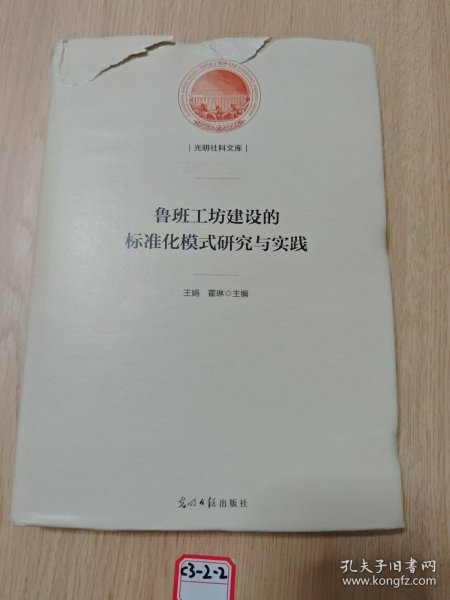 |光明社科文库|
鲁班工坊建设的
标准化模式研究与实践
王娟 霍琳◎主编
光明日报出版社
C3-2-2
孔夫子旧书网
www.kongfz.com